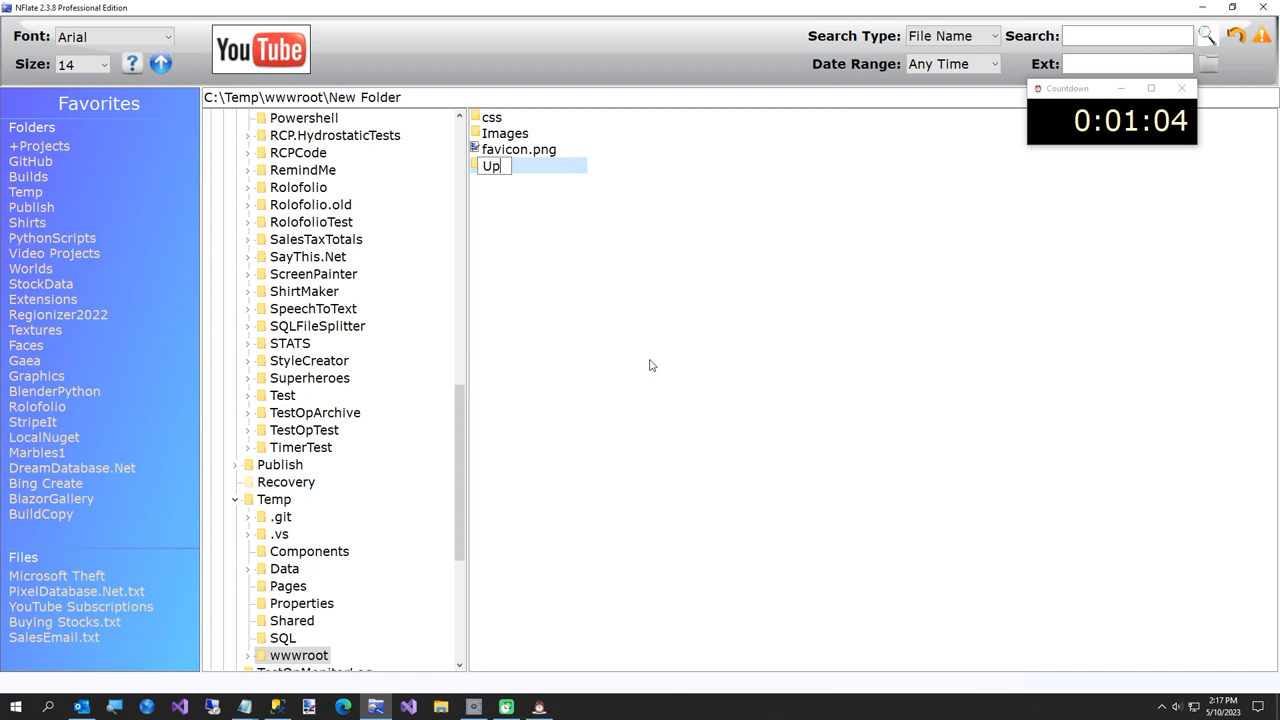 NFlate 2.3.8 Professional Edition
Font: Arial
Size: 14
YouTube
Search Type: File Name
Search:
Date Range: Any Time
Ext:
Countdown
0:01:04
Favorites
Folders
+Projects
GitHub
Builds
Temp
Publish
Shirts
PythonScripts
Video Projects
Worlds
StockData
Extensions
Regionizer2022
Textures
Faces
Gaea
Graphics
BlenderPython
Rolofolio
StripeIt
LocalNuget
Marbles1
DreamDatabase.Net
Bing Create
BlazorGallery
BuildCopy
Files
Microsoft Theft
PixelDatabase.Net.txt
YouTube Subscriptions
Buying Stocks.txt
SalesEmail.txt
C:\Temp\wwwroot\New Folder
Powershell
RCP.HydrostaticTests
RCPCode
RemindMe
Rolofolio
Rolofolio.old
RolofolioTest
SalesTaxTotals
SayThis.Net
ScreenPainter
ShirtMaker
SpeechToText
SQLFileSplitter
STATS
StyleCreator
Superheroes
Test
TestOpArchive
TestOpTest
TimerTest
Publish
Recovery
Temp
.git
.vs
Components
Data
Pages
Properties
Shared
SQL
wwwroot
css
Images
favicon.png
Up
2:17 PM
5/10/2023